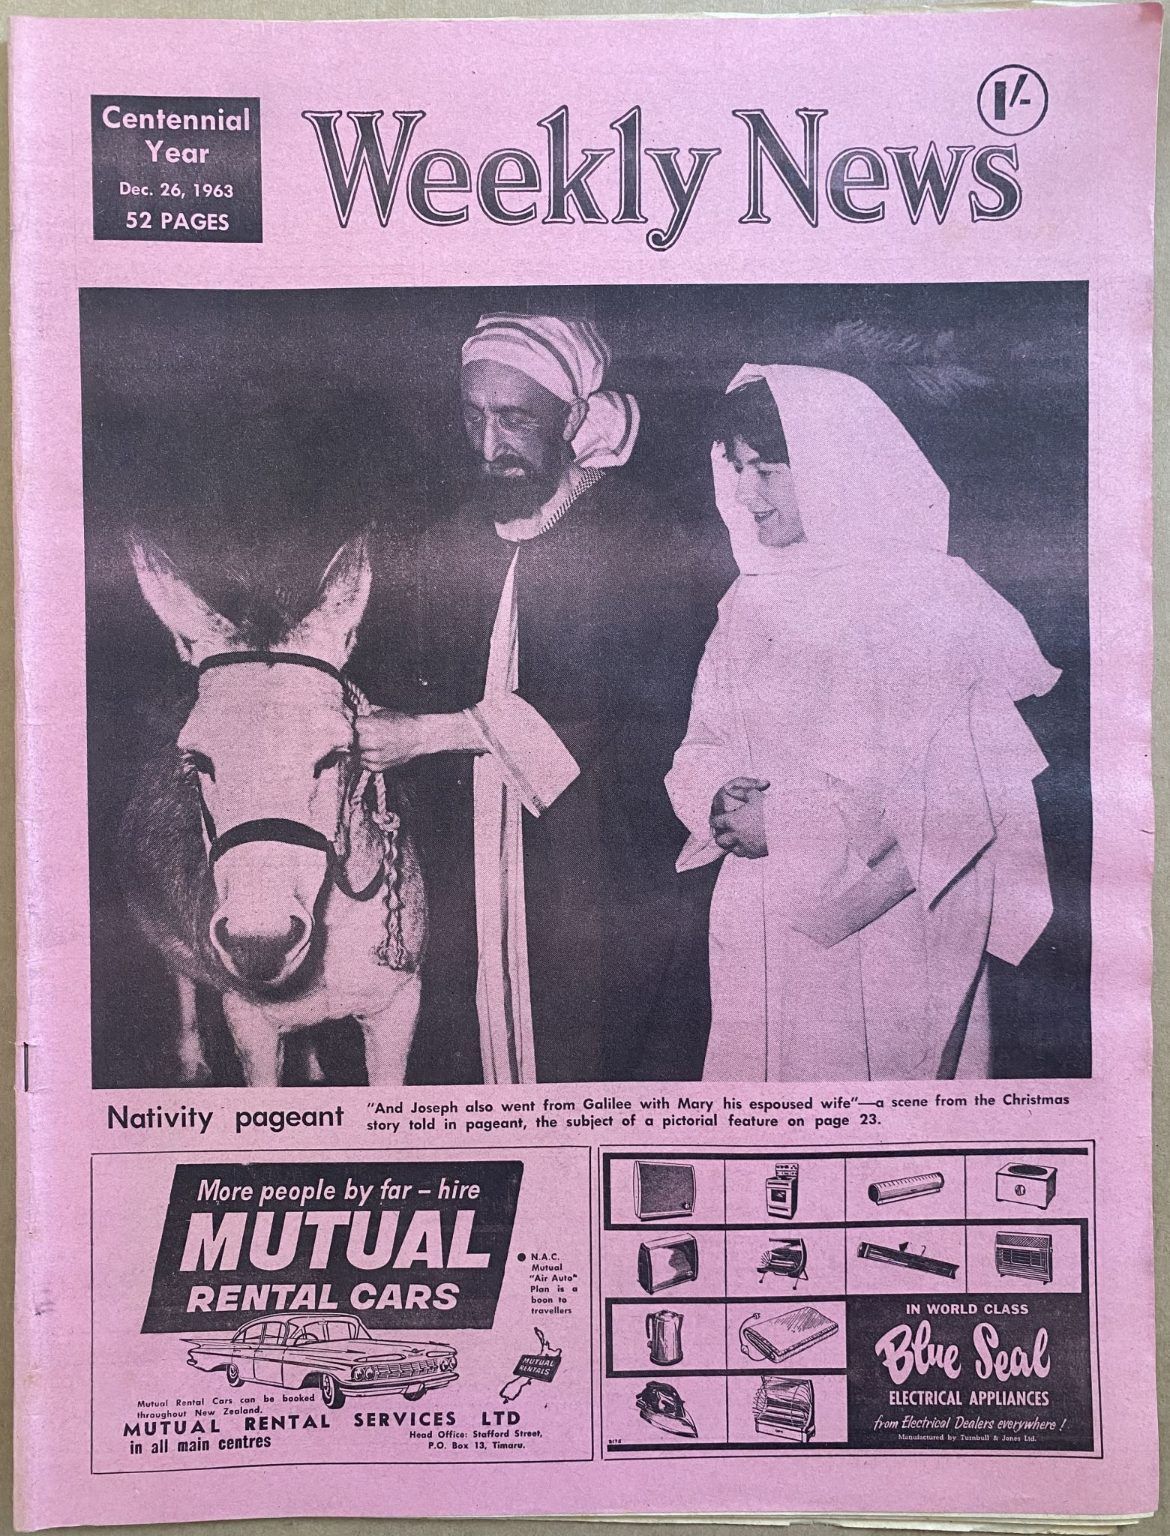 Centennial
Year
Dec. 26, 1963
52 PAGES
Weekly News
1/-
Nativity pageant
"And Joseph also went from Galilee with Mary his espoused wife"—a scene from the Christmas
story told in pageant, the subject of a pictorial feature on page 23.
More people by far – hire
MUTUAL
RENTAL CARS
● N.A.C.
Mutual
"Air Auto"
Plan is a
boon to
travellers
MUTUAL
RENTALS
Mutual Rental Cars can be booked
throughout New Zealand.
MUTUAL RENTAL SERVICES LTD
in all main centres
Head Office: Stafford Street,
P.O. Box 13, Timaru.
IN WORLD CLASS
Blue Seal
ELECTRICAL APPLIANCES
from Electrical Dealers everywhere!
Manufactured by Turnbull & Jones Ltd.